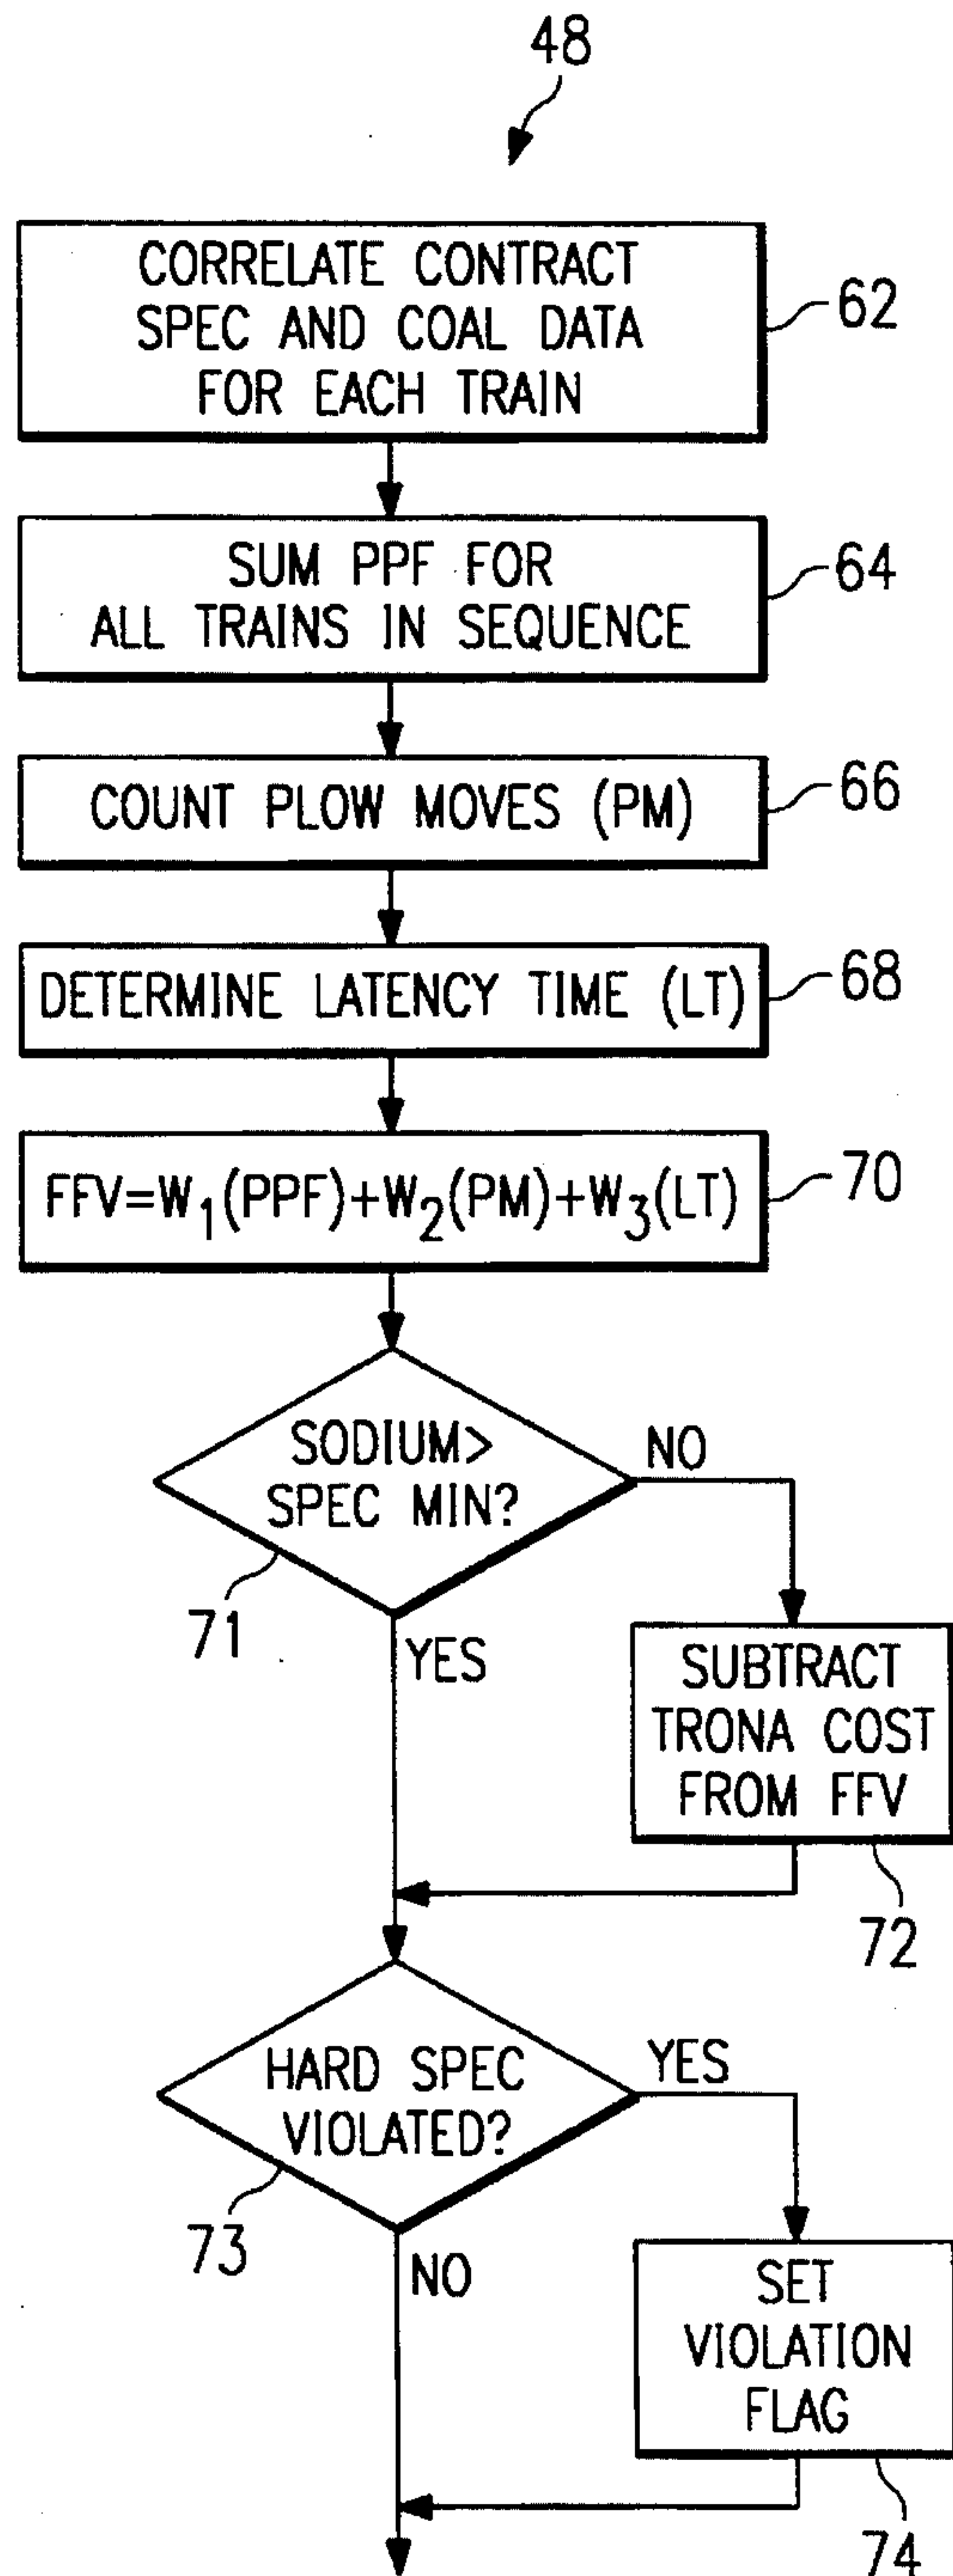 48
CORRELATE CONTRACT
SPEC AND COAL DATA
FOR EACH TRAIN
62
SUM PPF FOR
ALL TRAINS IN SEQUENCE
64
COUNT PLOW MOVES (PM)
66
DETERMINE LATENCY TIME (LT)
68
FFV=W1(PPF)+W2(PM)+W3(LT)
70
SODIUM>
SPEC MIN?
NO
71
YES
SUBTRACT
TRONA COST
FROM FFV
72
HARD SPEC
VIOLATED?
YES
73
NO
SET
VIOLATION
FLAG
74